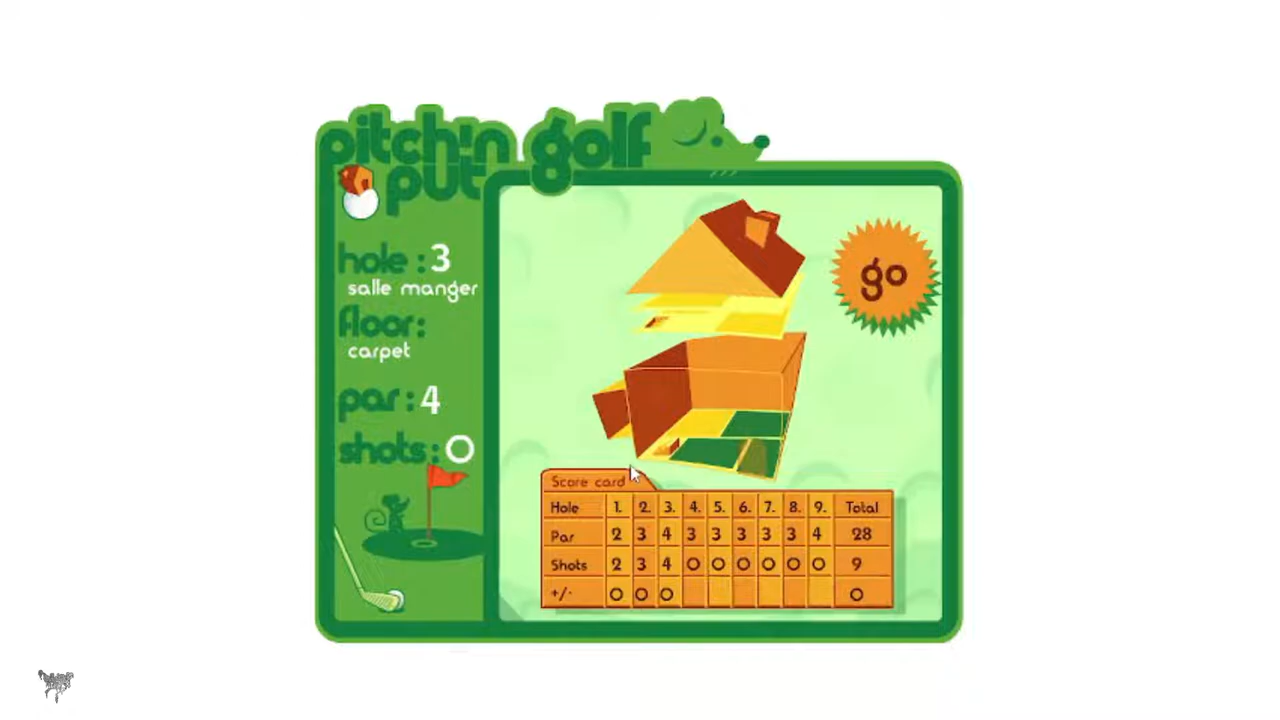 pitch'n
put
golf
hole : 3
salle manger
floor:
carpet
par : 4
shots : 0
go
Score card
Hole 1. 2. 3. 4. 5. 6. 7. 8. 9. Total
Par 2 3 4 3 3 3 3 3 4 28
Shots 2 3 4 0 0 0 0 0 0 9
+/- 0 0 0 0